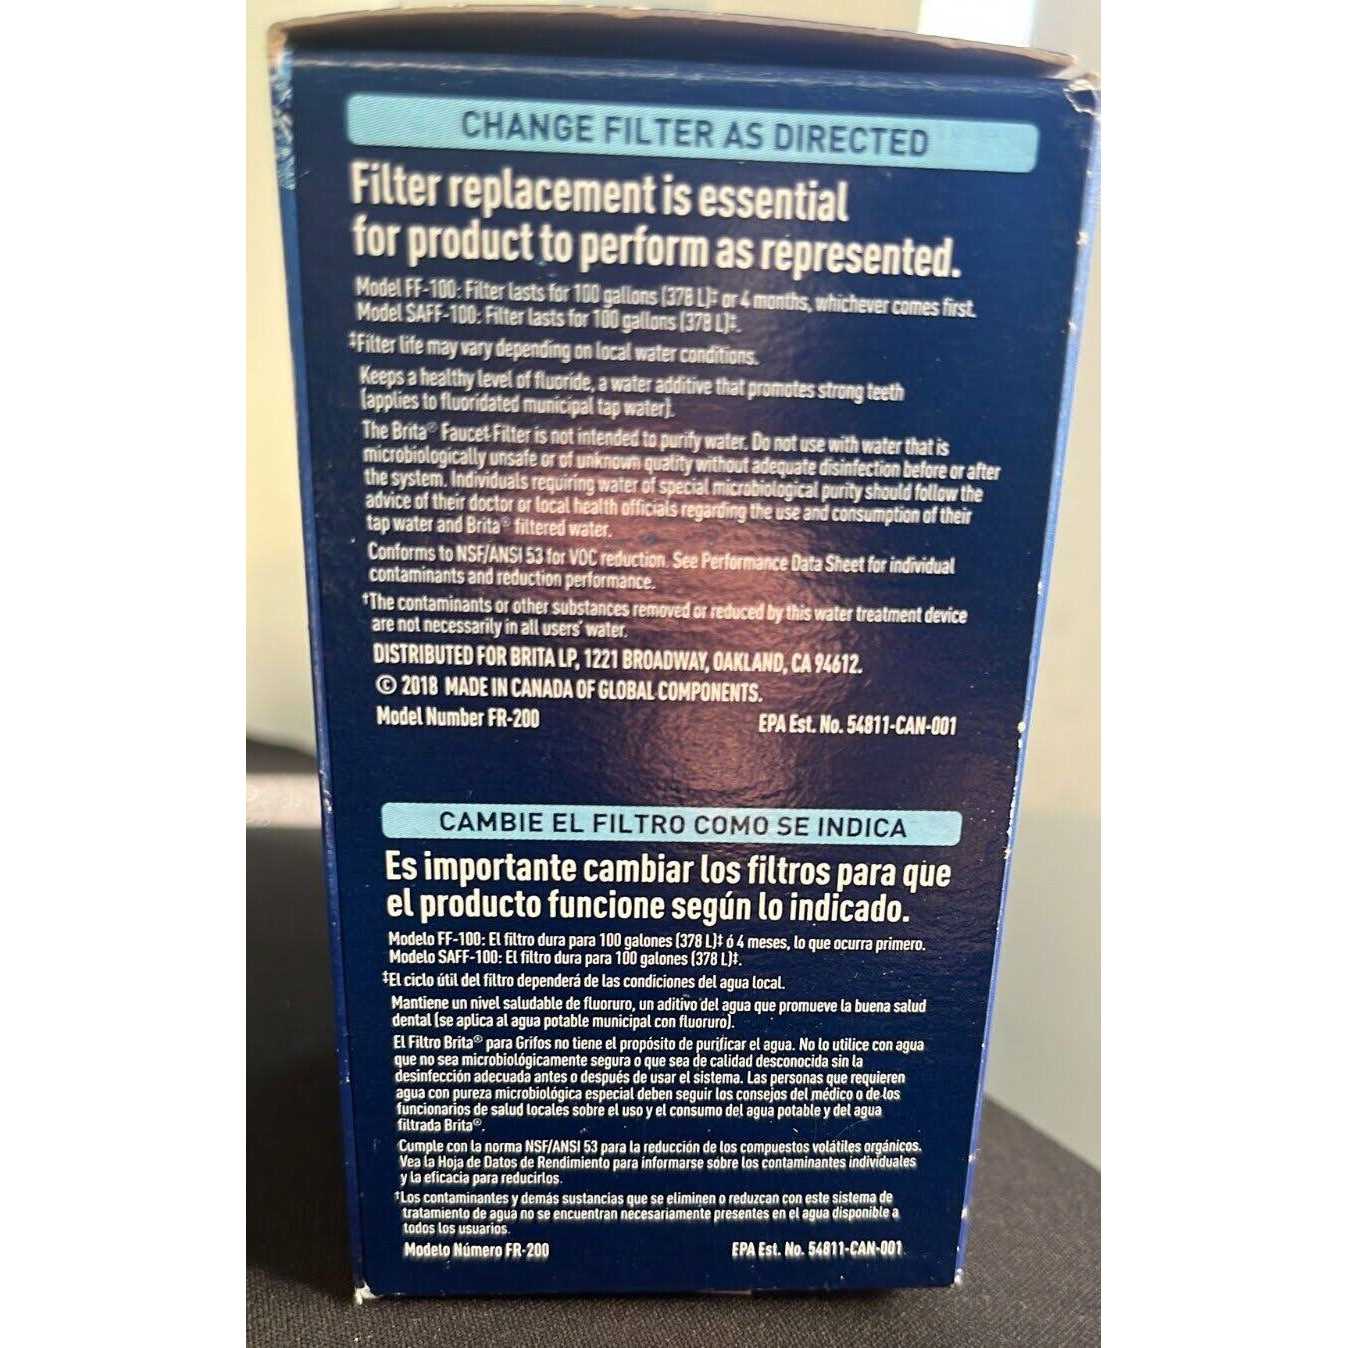 CHANGE FILTER AS DIRECTED
Filter replacement is essential
for product to perform as represented.
Model FF-100: Filter lasts for 100 gallons (378 L)‡ or 4 months, whichever comes first.
Model SAFF-100: Filter lasts for 100 gallons (378 L)‡.
‡Filter life may vary depending on local water conditions.
Keeps a healthy level of fluoride, a water additive that promotes strong teeth
(applies to fluoridated municipal tap water).
The Brita® Faucet Filter is not intended to purify water. Do not use with water that is
microbiologically unsafe or of unknown quality without adequate disinfection before or after
the system. Individuals requiring water of special microbiological purity should follow the
advice of their doctor or local health officials regarding the use and consumption of their
tap water and Brita® filtered water.
Conforms to NSF/ANSI 53 for VOC reduction. See Performance Data Sheet for individual
contaminants and reduction performance.
†The contaminants or other substances removed or reduced by this water treatment device
are not necessarily in all users' water.
DISTRIBUTED FOR BRITA LP, 1221 BROADWAY, OAKLAND, CA 94612.
© 2018 MADE IN CANADA OF GLOBAL COMPONENTS.
Model Number FR-200 EPA Est. No. 54811-CAN-001
CAMBIE EL FILTRO COMO SE INDICA
Es importante cambiar los filtros para que
el producto funcione según lo indicado.
Modelo FF-100: El filtro dura para 100 galones (378 L)‡ ó 4 meses, lo que ocurra primero.
Modelo SAFF-100: El filtro dura para 100 galones (378 L)‡.
‡El ciclo útil del filtro dependerá de las condiciones del agua local.
Mantiene un nivel saludable de fluoruro, un aditivo del agua que promueve la buena salud
dental (se aplica al agua potable municipal con fluoruro).
El Filtro Brita® para Grifos no tiene el propósito de purificar el agua. No lo utilice con agua
que no sea microbiológicamente segura o que sea de calidad desconocida sin la
desinfección adecuada antes o después de usar el sistema. Las personas que requieren
agua con pureza microbiológica especial deben seguir los consejos del médico o de los
funcionarios de salud locales sobre el uso y el consumo del agua potable y del agua
filtrada Brita®.
Cumple con la norma NSF/ANSI 53 para la reducción de los compuestos volátiles orgánicos.
Vea la Hoja de Datos de Rendimiento para informarse sobre los contaminantes individuales
y la eficacia para reducirlos.
†Los contaminantes y demás sustancias que se eliminen o reduzcan con este sistema de
tratamiento de agua no se encuentran necesariamente presentes en el agua disponible a
todos los usuarios.
Modelo Número FR-200 EPA Est. No. 54811-CAN-001